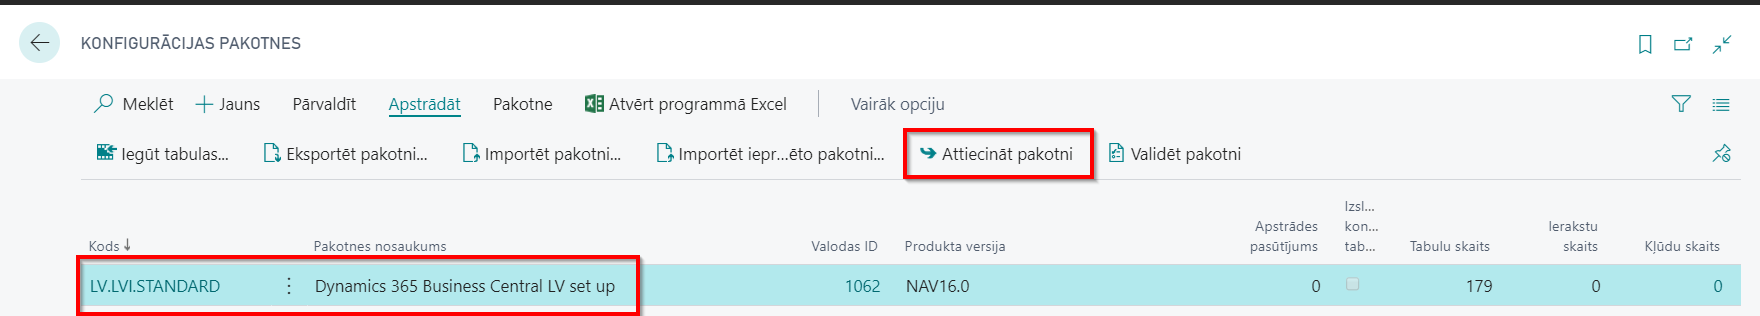 KONFIGURĀCIJAS PAKOTNES
Meklēt Jauns Pārvaldīt Apstrādāt Pakotne Atvērt programmā Excel Vairāk opciju
Iegūt tabulas... Eksportēt pakotni... Importēt pakotni... Importēt iepr...ēto pakotni... Attiecināt pakotni Validēt pakotni
Kods ↓ Pakotnes nosaukums Valodas ID Produkta versija Apstrādes pasūtījums Izsl... kon... tab... Tabulu skaits Ierakstu skaits Kļūdu skaits
LV.LVI.STANDARD Dynamics 365 Business Central LV set up 1062 NAV16.0 0 179 0 0